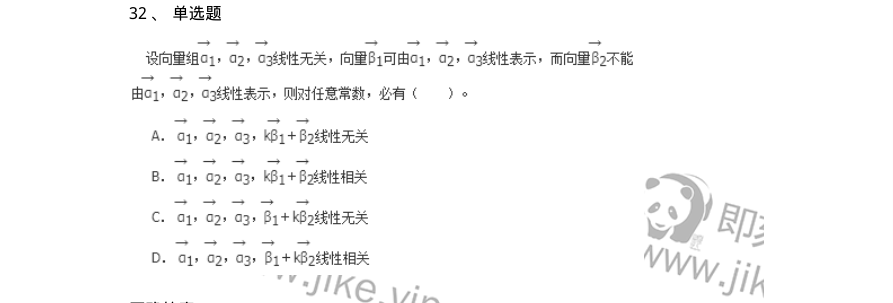 32 、 单选题
设向量组α1，α2，α3线性无关，向量β1可由α1，α2，α3线性表示，而向量β2不能
由α1，α2，α3线性表示，则对任意常数，必有（　　）。
A. α1，α2，α3，kβ1+β2线性无关
B. α1，α2，α3，kβ1+β2线性相关
C. α1，α2，α3，β1+kβ2线性无关
D. α1，α2，α3，β1+kβ2线性相关
www.jike.vip